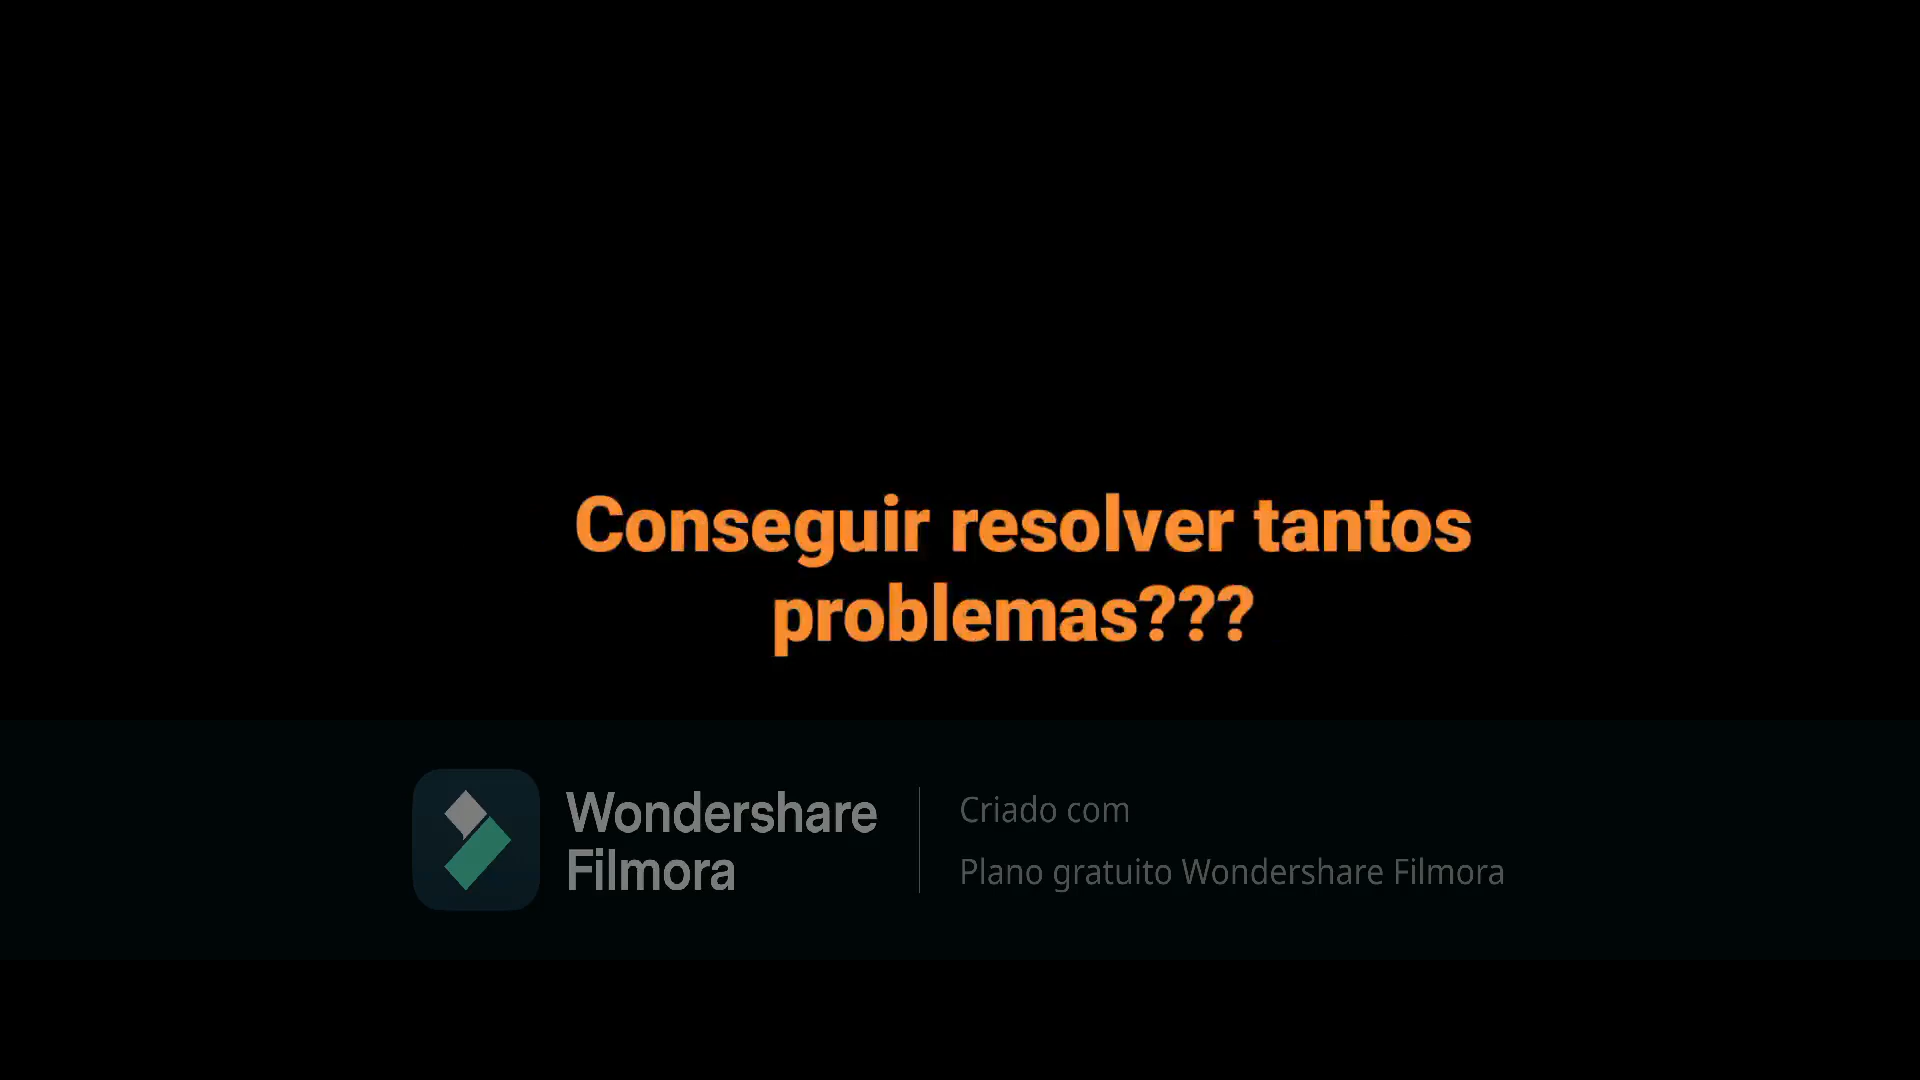 Conseguir resolver tantos
problemas???
Wondershare
Filmora
Criado com
Plano gratuito Wondershare Filmora